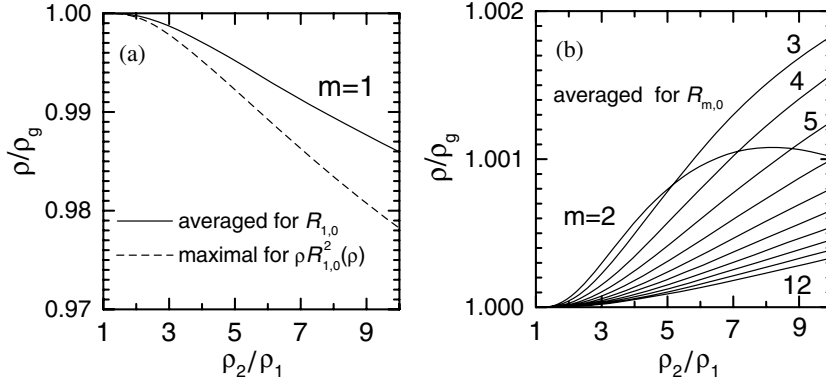 (a)
m=1
averaged for R₁,₀
maximal for ρR²₁,₀(ρ)
ρ/ρg
1.00
0.99
0.98
0.97
1 3 5 7 9
ρ₂/ρ₁
(b)
averaged for Rm,0
m=2
3
4
5
12
ρ/ρg
1.002
1.001
1.000
1 3 5 7 9
ρ₂/ρ₁